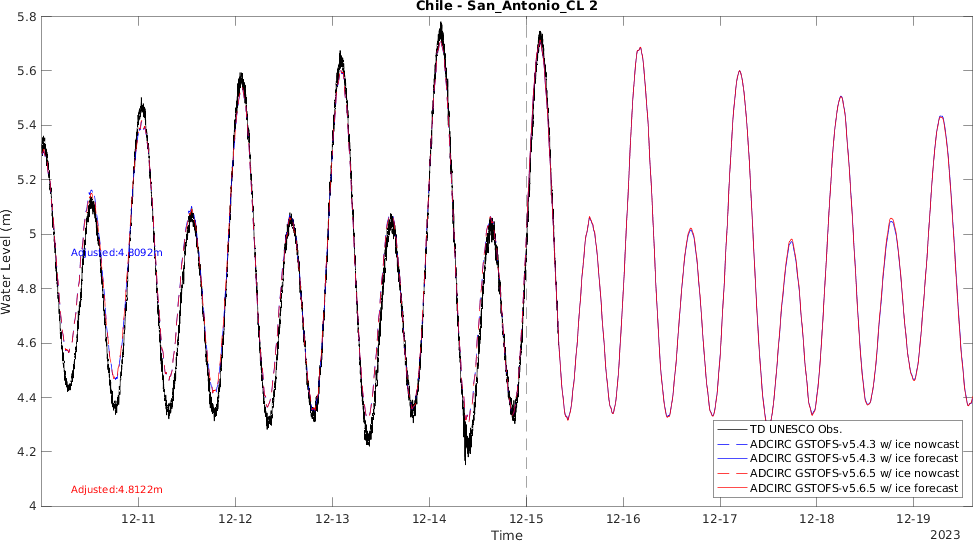 Chile - San_Antonio_CL 2
Water Level (m)
5.8
5.6
5.4
5.2
5
4.8
4.6
4.4
4.2
4
Adjusted:4.8092m
Adjusted:4.8122m
TD UNESCO Obs.
ADCIRC GSTOFS-v5.4.3 w/ ice nowcast
ADCIRC GSTOFS-v5.4.3 w/ ice forecast
ADCIRC GSTOFS-v5.6.5 w/ ice nowcast
ADCIRC GSTOFS-v5.6.5 w/ ice forecast
12-11 12-12 12-13 12-14 12-15 12-16 12-17 12-18 12-19
Time
2023